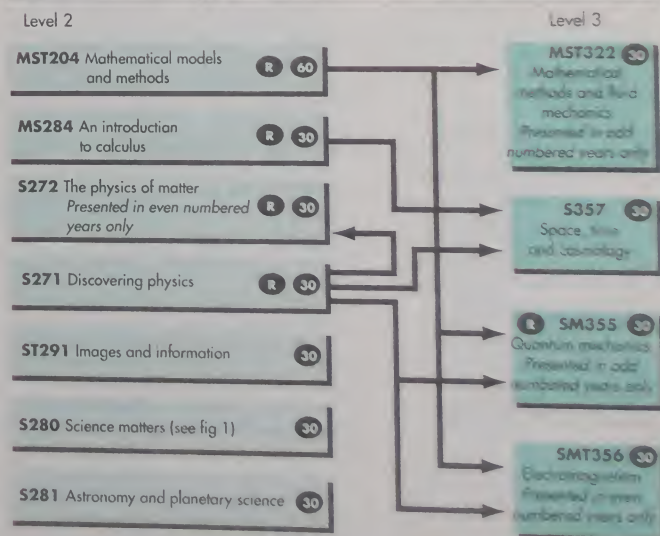 Level 2
Level 3
MST204 Mathematical models
and methods
R 60
MS284 An introduction
to calculus
R 30
S272 The physics of matter
Presented in even numbered
years only
R 30
S271 Discovering physics
R 30
ST291 Images and information
30
S280 Science matters (see fig 1)
30
S281 Astronomy and planetary science
30
MST322 30
Mathematical
methods and fluid
mechanics
Presented in odd
numbered years only
S357 30
Space, time
and cosmology
R SM355 30
Quantum mechanics
Presented in odd
numbered years only
SMT356 30
Electromagnetism
Presented in even
numbered years only